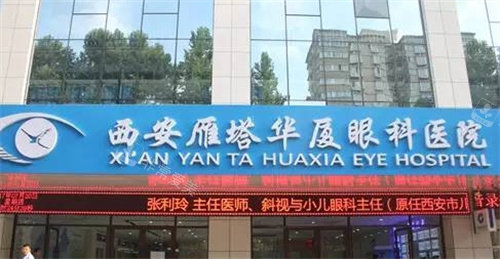 西安雁塔华厦眼科医院
XI'AN YAN TA HUAXIA EYE HOSPITAL
张利玲 主任医师、斜视与小儿眼科主任（原任西安市儿